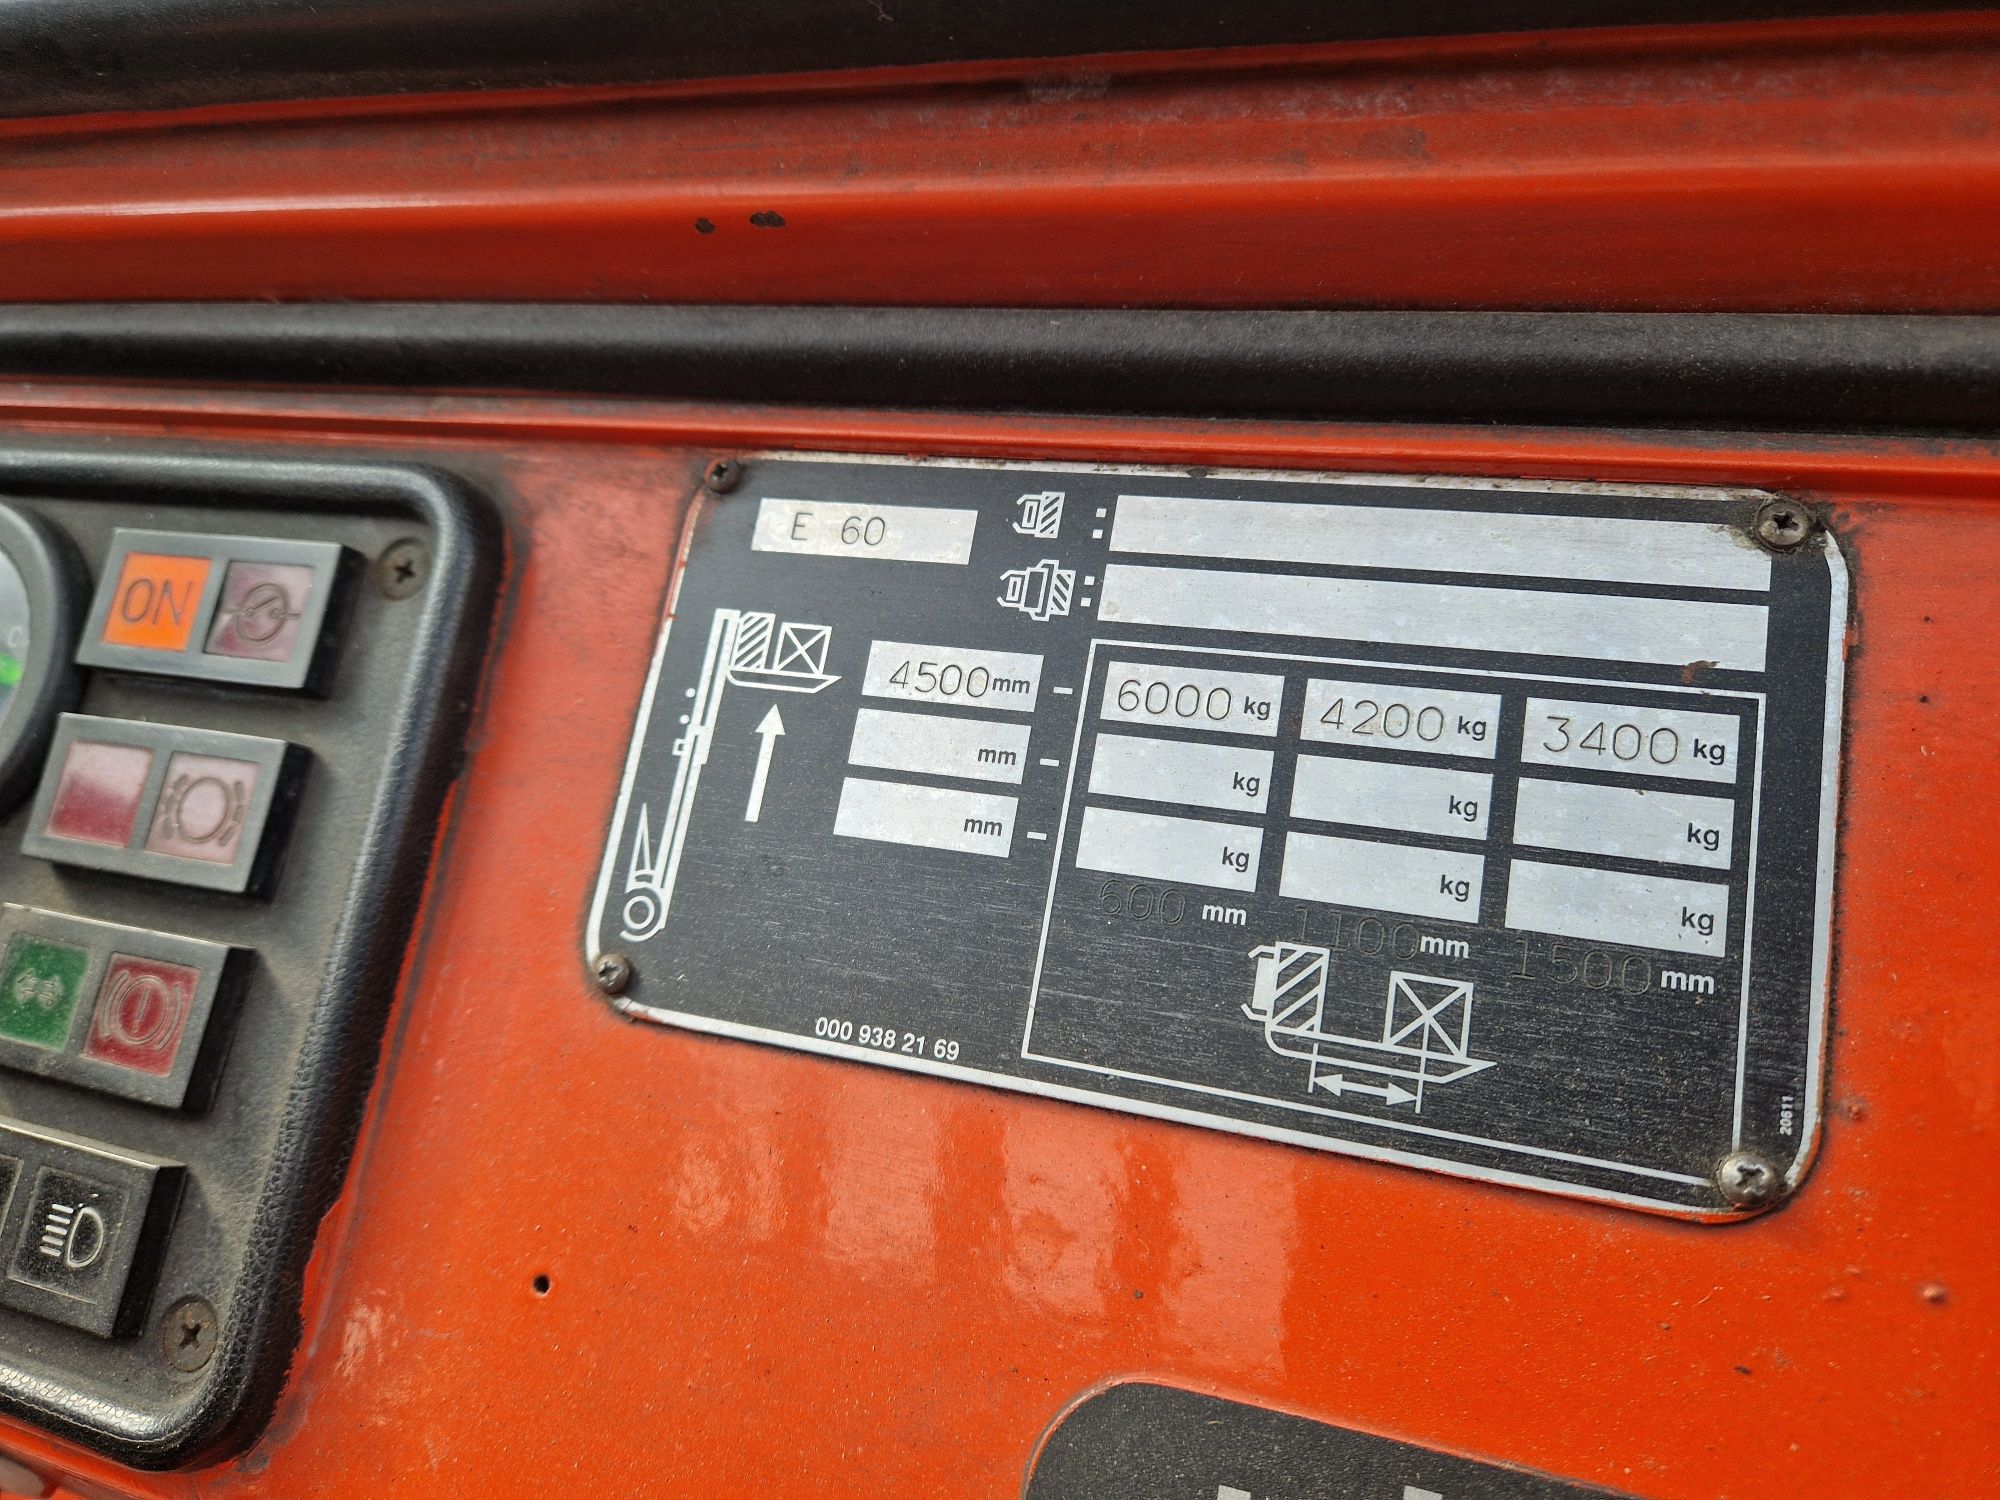 ON
E 60
4500mm - 6000 kg 4200 kg 3400 kg
mm - kg kg kg
mm - kg kg kg
600 mm 1100mm 1500 mm
000 938 21 69
20611